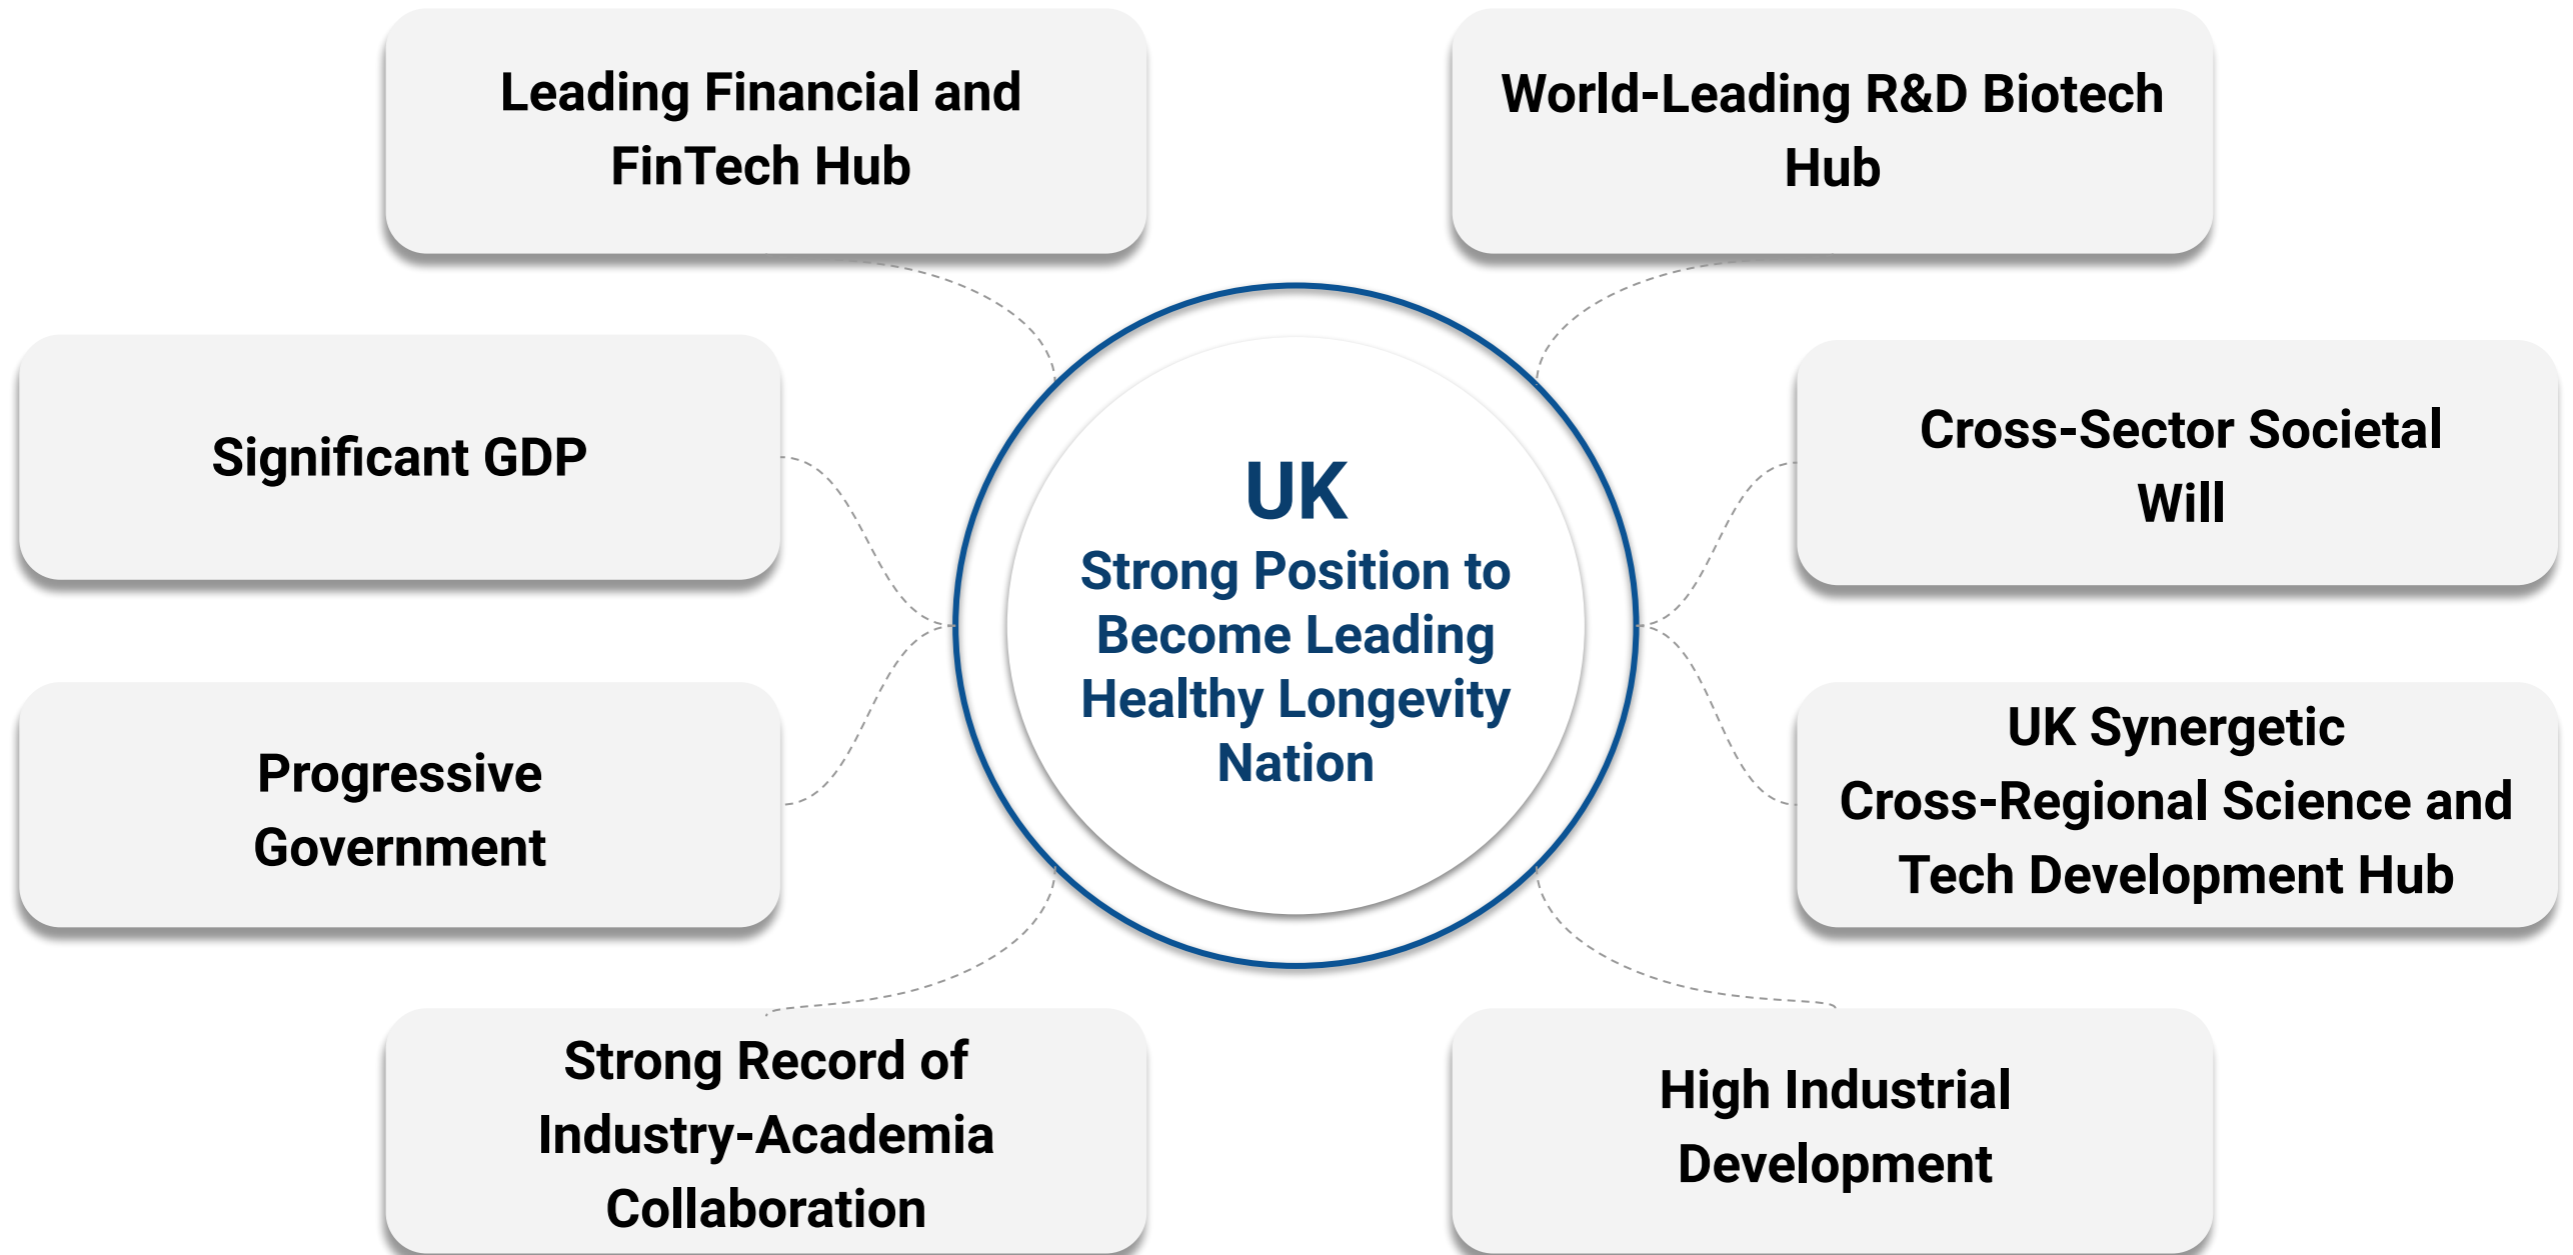 Leading Financial and
FinTech Hub
World-Leading R&D Biotech
Hub
Significant GDP
Cross-Sector Societal
Will
UK
Strong Position to
Become Leading
Healthy Longevity
Nation
Progressive
Government
UK Synergetic
Cross-Regional Science and
Tech Development Hub
Strong Record of
Industry-Academia
Collaboration
High Industrial
Development